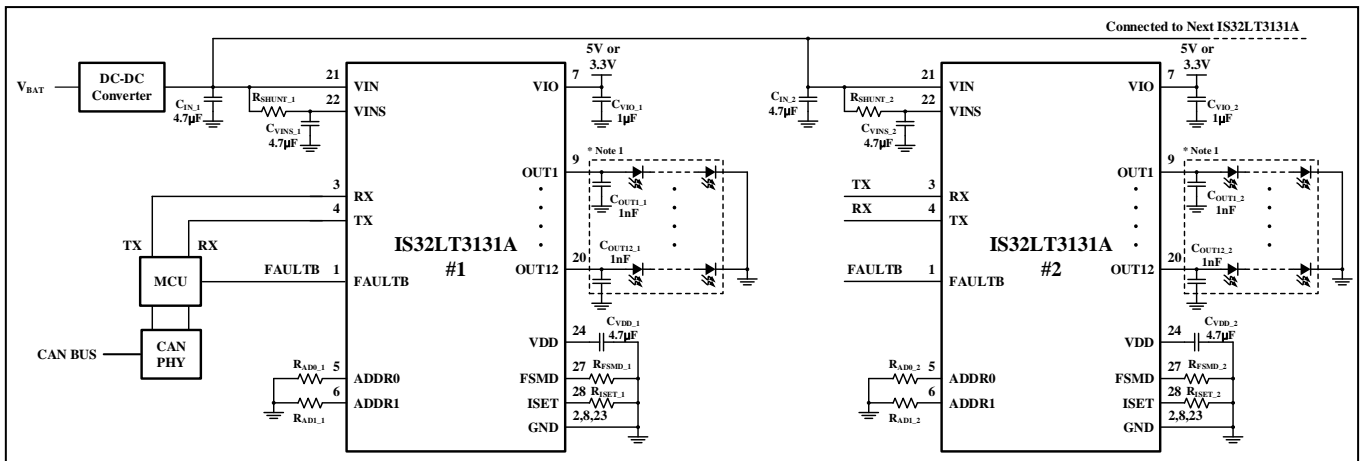 Connected to Next IS32LT3131A
V_BAT
DC-DC
Converter
C_IN_1
4.7µF
R_SHUNT_1
C_VINS_1
4.7µF
21
22
VIN
VINS
VIO
7
5V or
3.3V
C_VIO_1
1µF
* Note 1
OUT1
9
C_OUT1_1
1nF
3
4
RX
TX
TX
RX
IS32LT3131A
#1
OUT12
20
C_OUT12_1
1nF
MCU
FAULTB
1
FAULTB
CAN BUS
CAN
PHY
VDD
24
C_VDD_1
4.7µF
R_AD0_1
5
ADDR0
FSMD
27
R_FSMD_1
6
ADDR1
R_AD1_1
ISET
28
R_ISET_1
GND
2,8,23
C_IN_2
4.7µF
R_SHUNT_2
C_VINS_2
4.7µF
21
22
VIN
VINS
VIO
7
5V or
3.3V
C_VIO_2
1µF
* Note 1
OUT1
9
C_OUT1_2
1nF
TX
3
RX
RX
4
TX
IS32LT3131A
#2
OUT12
20
C_OUT12_2
1nF
FAULTB
1
FAULTB
VDD
24
C_VDD_2
4.7µF
R_AD0_2
5
ADDR0
FSMD
27
R_FSMD_2
6
ADDR1
R_AD1_2
ISET
28
R_ISET_2
GND
2,8,23